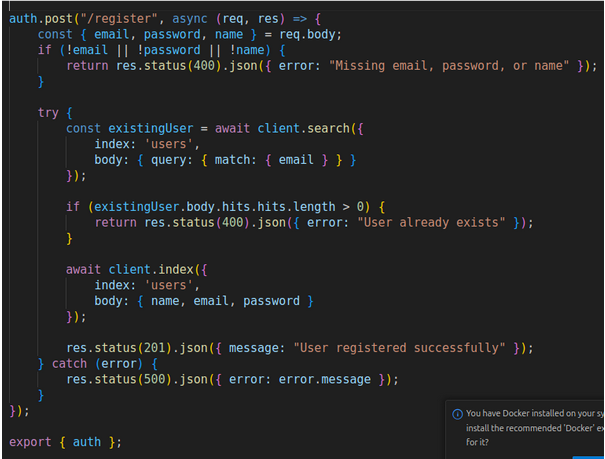 auth.post("/register", async (req, res) => {
    const { email, password, name } = req.body;
    if (!email || !password || !name) {
        return res.status(400).json({ error: "Missing email, password, or name" });
    }

    try {
        const existingUser = await client.search({
            index: 'users',
            body: { query: { match: { email } } }
        });

        if (existingUser.body.hits.hits.length > 0) {
            return res.status(400).json({ error: "User already exists" });
        }

        await client.index({
            index: 'users',
            body: { name, email, password }
        });

        res.status(201).json({ message: "User registered successfully" });
    } catch (error) {
        res.status(500).json({ error: error.message });
    }
});

export { auth };
You have Docker installed on your sy
install the recommended 'Docker' ex
for it?